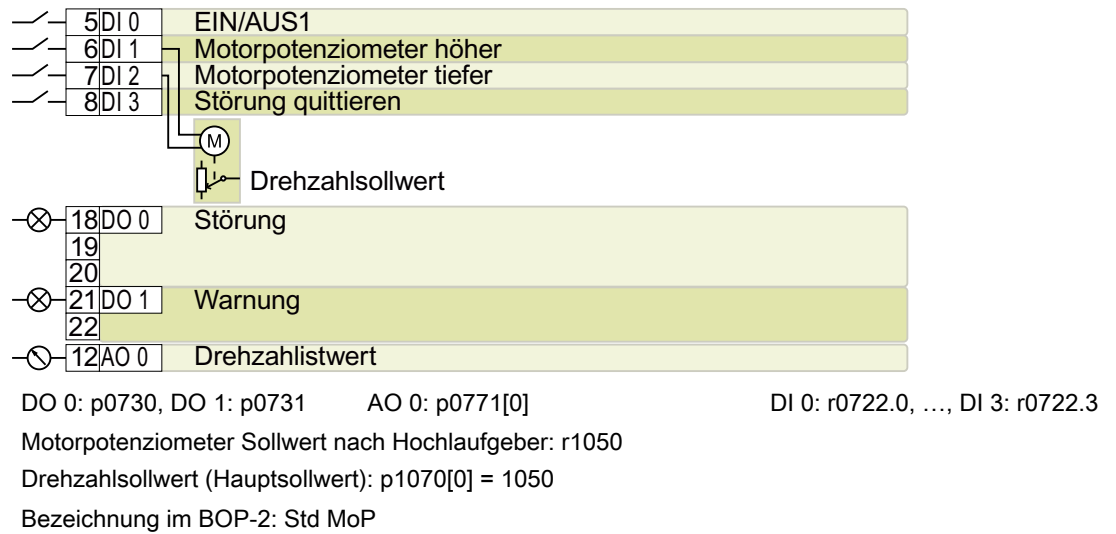 5 DI 0 EIN/AUS1
6 DI 1 Motorpotenziometer höher
7 DI 2 Motorpotenziometer tiefer
8 DI 3 Störung quittieren
M
Drehzahlsollwert
18 DO 0 Störung
19
20
21 DO 1 Warnung
22
12 AO 0 Drehzahlistwert
DO 0: p0730, DO 1: p0731 AO 0: p0771[0] DI 0: r0722.0, …, DI 3: r0722.3
Motorpotenziometer Sollwert nach Hochlaufgeber: r1050
Drehzahlsollwert (Hauptsollwert): p1070[0] = 1050
Bezeichnung im BOP-2: Std MoP